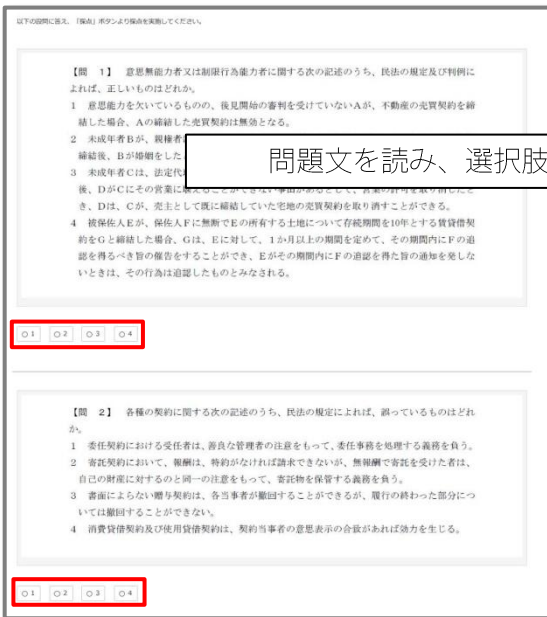 以下の設問に答え、「採点」ボタンより採点を実施してください。
【問　1】　意思無能力者又は制限行為能力者に関する次の記述のうち、民法の規定及び判例に
よれば、正しいものはどれか。
1　意思能力を欠いているものの、後見開始の審判を受けていないAが、不動産の売買契約を締
結した場合、Aの締結した売買契約は無効となる。
2　未成年者Bが、親権者
締結後、Bが婚姻をした
問題文を読み、選択肢
3　未成年者Cは、法定代
後、DがCにその営業に
き、Dは、Cが、売主として既に締結していた宅地の売買契約を取り消すことができる。
4　被保佐人Eが、保佐人Fに無断でEの所有する土地について存続期間を10年とする賃貸借契
約をGと締結した場合、Gは、Eに対して、1か月以上の期間を定めて、その期間内にFの追
認を得るべき旨の催告をすることができ、Eがその期間内にFの追認を得た旨の通知を発しな
いときは、その行為は追認したものとみなされる。
1 2 3 4
【問　2】　各種の契約に関する次の記述のうち、民法の規定によれば、誤っているものはどれ
か。
1　委任契約における受任者は、善良な管理者の注意をもって、委任事務を処理する義務を負う。
2　寄託契約において、報酬は、特約がなければ請求できないが、無報酬で寄託を受けた者は、
自己の財産に対するのと同一の注意をもって、寄託物を保管する義務を負う。
3　書面によらない贈与契約は、各当事者が撤回することができるが、履行の終わった部分につ
いては撤回することができない。
4　消費貸借契約及び使用貸借契約は、契約当事者の意思表示の合致があれば効力を生じる。
1 2 3 4